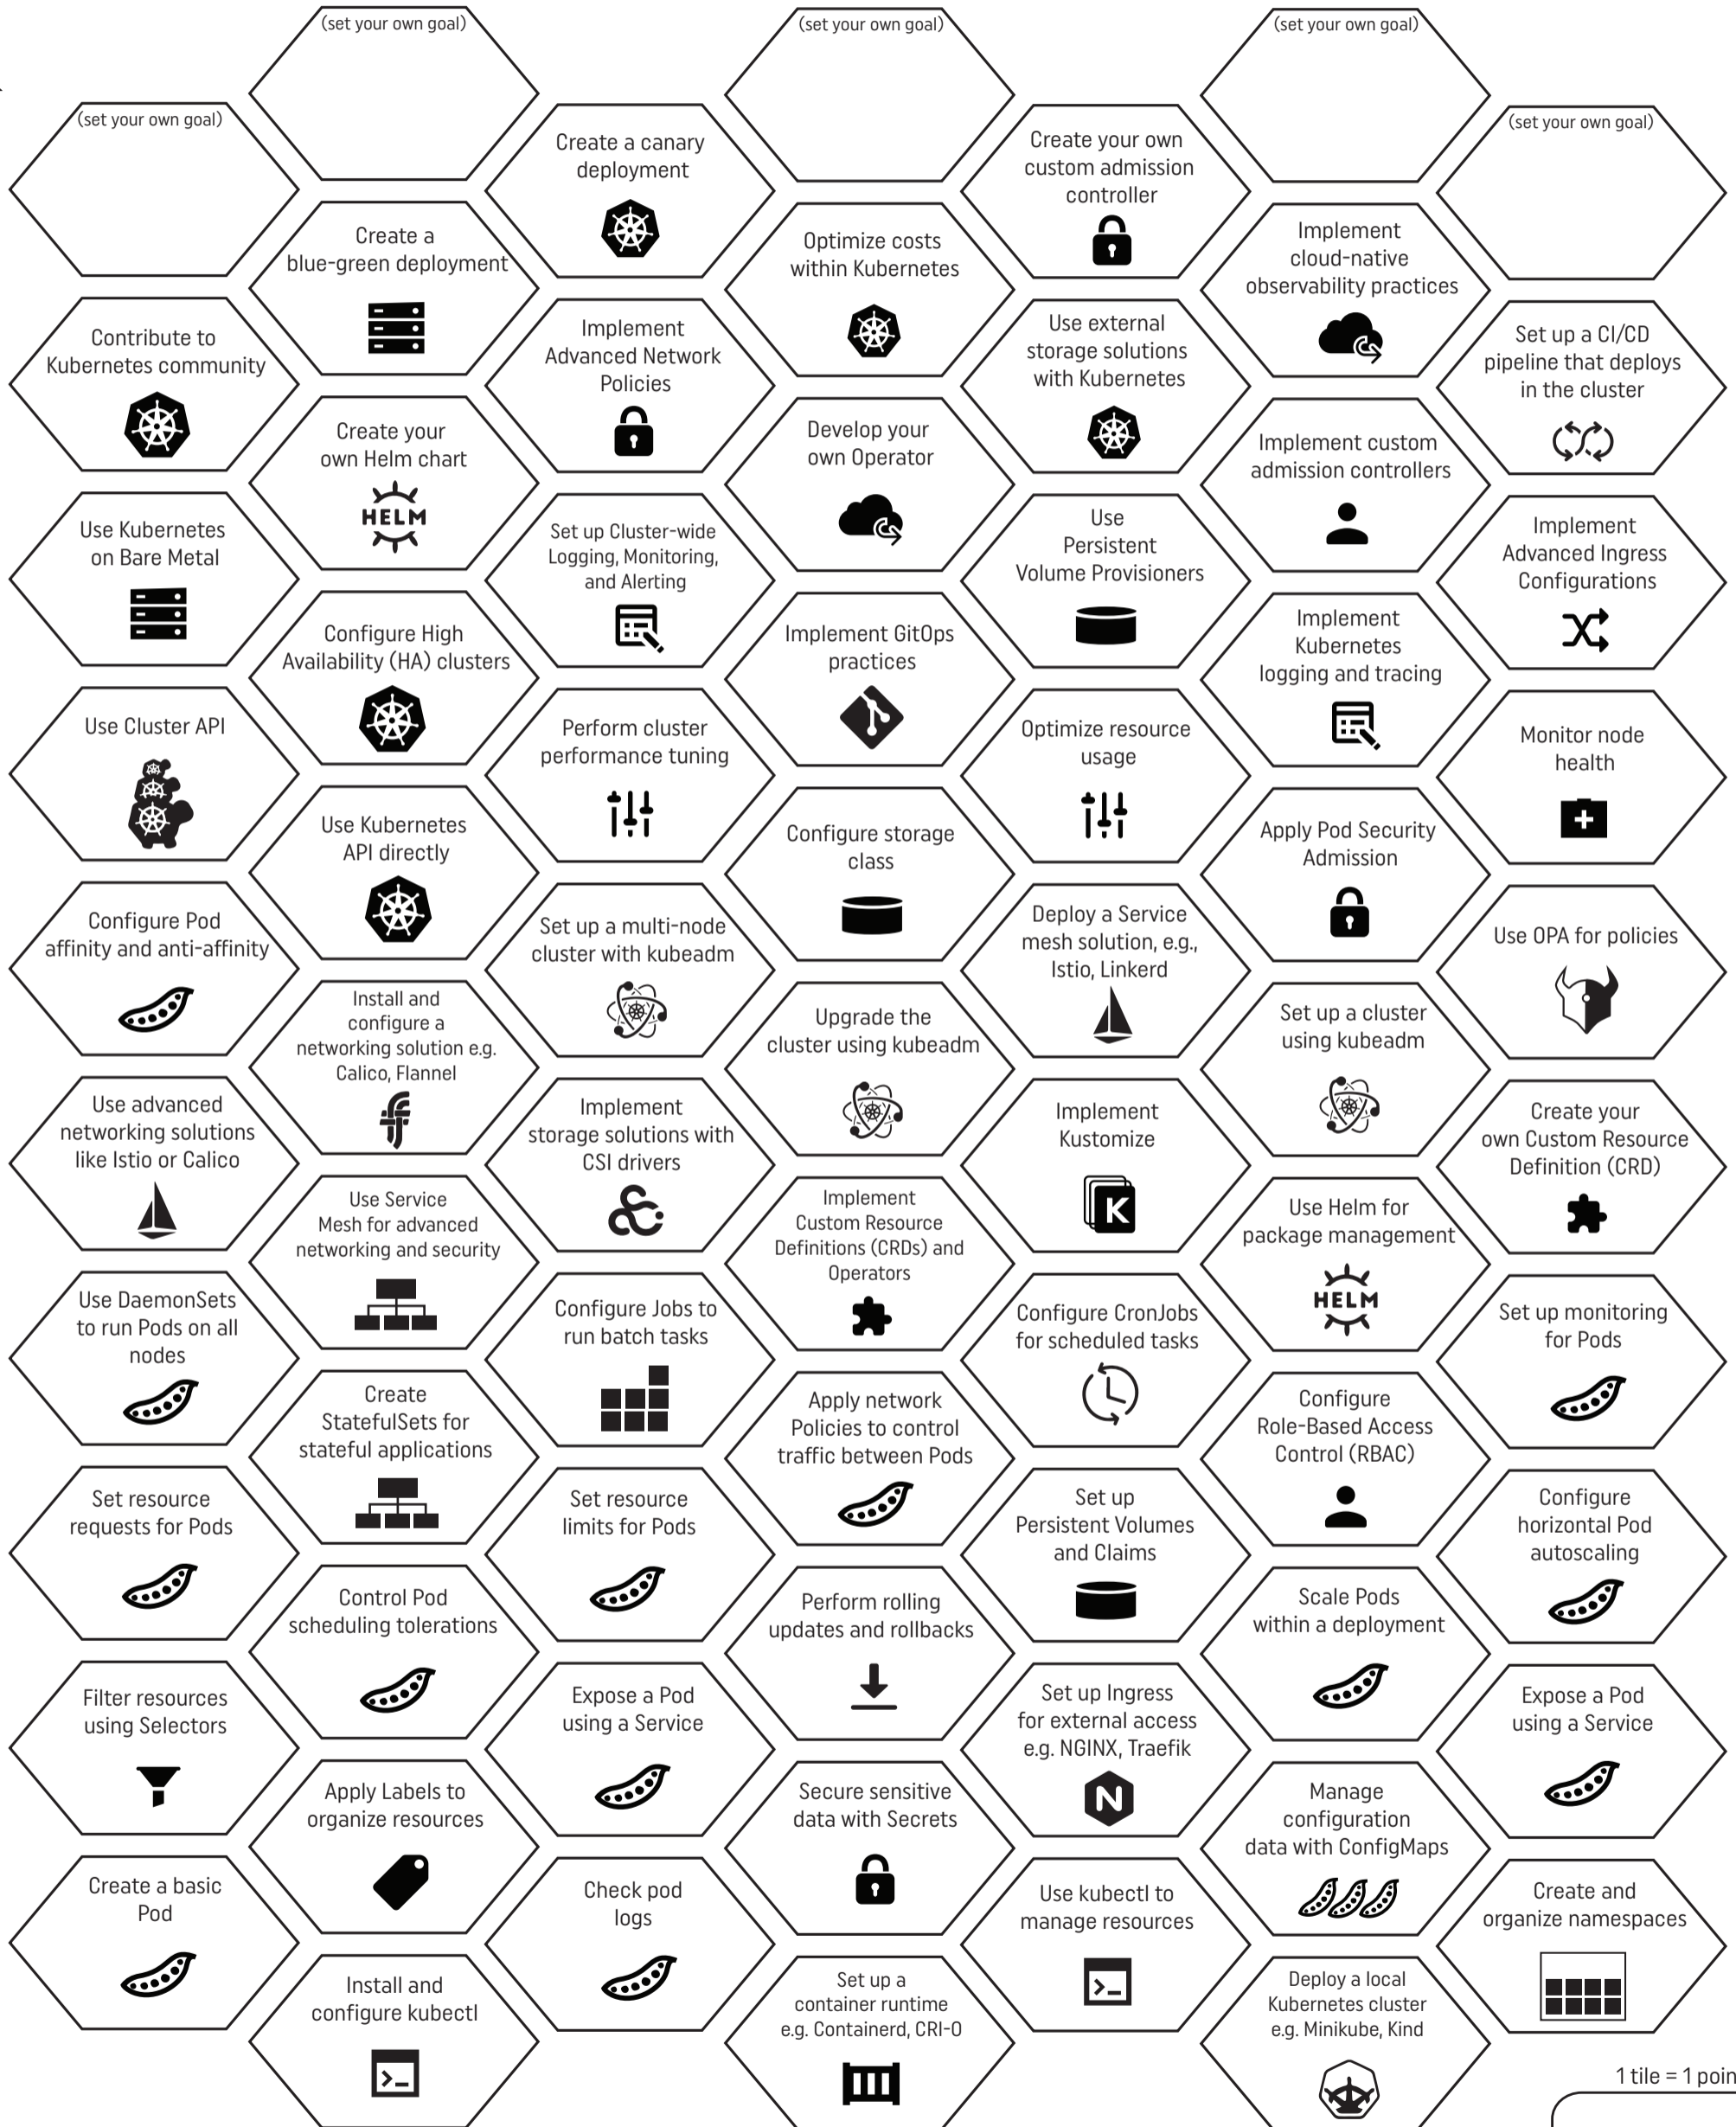 (set your own goal)
(set your own goal)
(set your own goal)
(set your own goal)
(set your own goal)
Create a canary
deployment
Create your own
custom admission
controller
Create a
blue-green deployment
Optimize costs
within Kubernetes
Implement
cloud-native
observability practices
Contribute to
Kubernetes community
Implement
Advanced Network
Policies
Use external
storage solutions
with Kubernetes
Set up a CI/CD
pipeline that deploys
in the cluster
Create your
own Helm chart
HELM
Develop your
own Operator
Implement custom
admission controllers
Use Kubernetes
on Bare Metal
Set up Cluster-wide
Logging, Monitoring,
and Alerting
Use
Persistent
Volume Provisioners
Implement
Advanced Ingress
Configurations
Configure High
Availability (HA) clusters
Implement GitOps
practices
Implement
Kubernetes
logging and tracing
Use Cluster API
Perform cluster
performance tuning
Optimize resource
usage
Monitor node
health
Use Kubernetes
API directly
Configure storage
class
Apply Pod Security
Admission
Configure Pod
affinity and anti-affinity
Set up a multi-node
cluster with kubeadm
Deploy a Service
mesh solution, e.g.,
Istio, Linkerd
Use OPA for policies
Install and
configure a
networking solution e.g.
Calico, Flannel
Upgrade the
cluster using kubeadm
Set up a cluster
using kubeadm
Use advanced
networking solutions
like Istio or Calico
Implement
storage solutions with
CSI drivers
Implement
Kustomize
K
Create your
own Custom Resource
Definition (CRD)
Use Service
Mesh for advanced
networking and security
Implement
Custom Resource
Definitions (CRDs) and
Operators
Use Helm for
package management
HELM
Use DaemonSets
to run Pods on all
nodes
Configure Jobs to
run batch tasks
Configure CronJobs
for scheduled tasks
Set up monitoring
for Pods
Create
StatefulSets for
stateful applications
Apply network
Policies to control
traffic between Pods
Configure
Role-Based Access
Control (RBAC)
Set resource
requests for Pods
Set resource
limits for Pods
Set up
Persistent Volumes
and Claims
Configure
horizontal Pod
autoscaling
Control Pod
scheduling tolerations
Perform rolling
updates and rollbacks
Scale Pods
within a deployment
Filter resources
using Selectors
Expose a Pod
using a Service
Set up Ingress
for external access
e.g. NGINX, Traefik
N
Expose a Pod
using a Service
Apply Labels to
organize resources
Secure sensitive
data with Secrets
Manage
configuration
data with ConfigMaps
Create a basic
Pod
Check pod
logs
Use kubectl to
manage resources
Create and
organize namespaces
Install and
configure kubectl
Set up a
container runtime
e.g. Containerd, CRI-O
Deploy a local
Kubernetes cluster
e.g. Minikube, Kind
1 tile = 1 poin